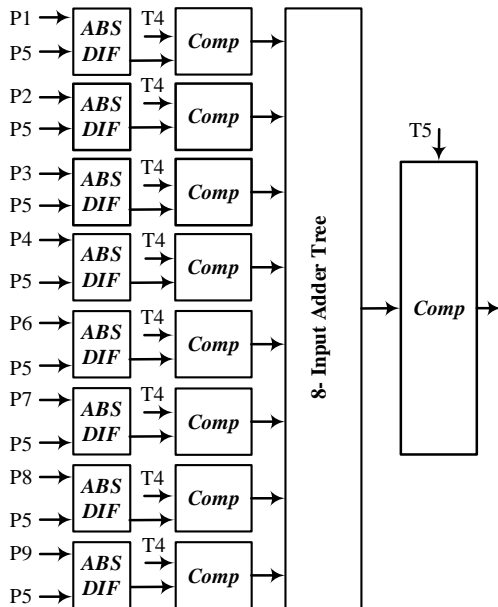 P1
P5
ABS
DIF
T4
Comp
P2
P5
ABS
DIF
T4
Comp
P3
P5
ABS
DIF
T4
Comp
P4
P5
ABS
DIF
T4
Comp
P6
P5
ABS
DIF
T4
Comp
P7
P5
ABS
DIF
T4
Comp
P8
P5
ABS
DIF
T4
Comp
P9
P5
ABS
DIF
T4
Comp
8- Input Adder Tree
T5
Comp